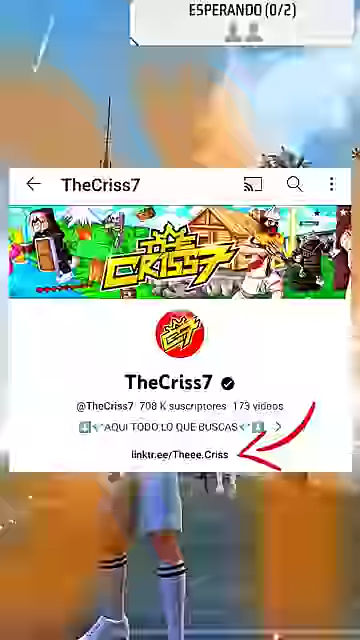 ESPERANDO (0/2)
TheCriss7
THE
CRISS7
C7
TheCriss7
@TheCriss7 708 K suscriptores 173 videos
AQUI TODO LO QUE BUSCAS
linktr.ee/Theee.Criss